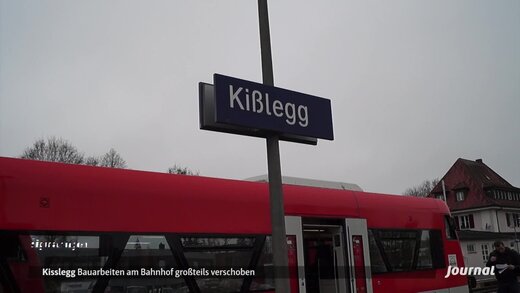 Kißlegg
Kisslegg Bauarbeiten am Bahnhof großteils verschoben
Journal